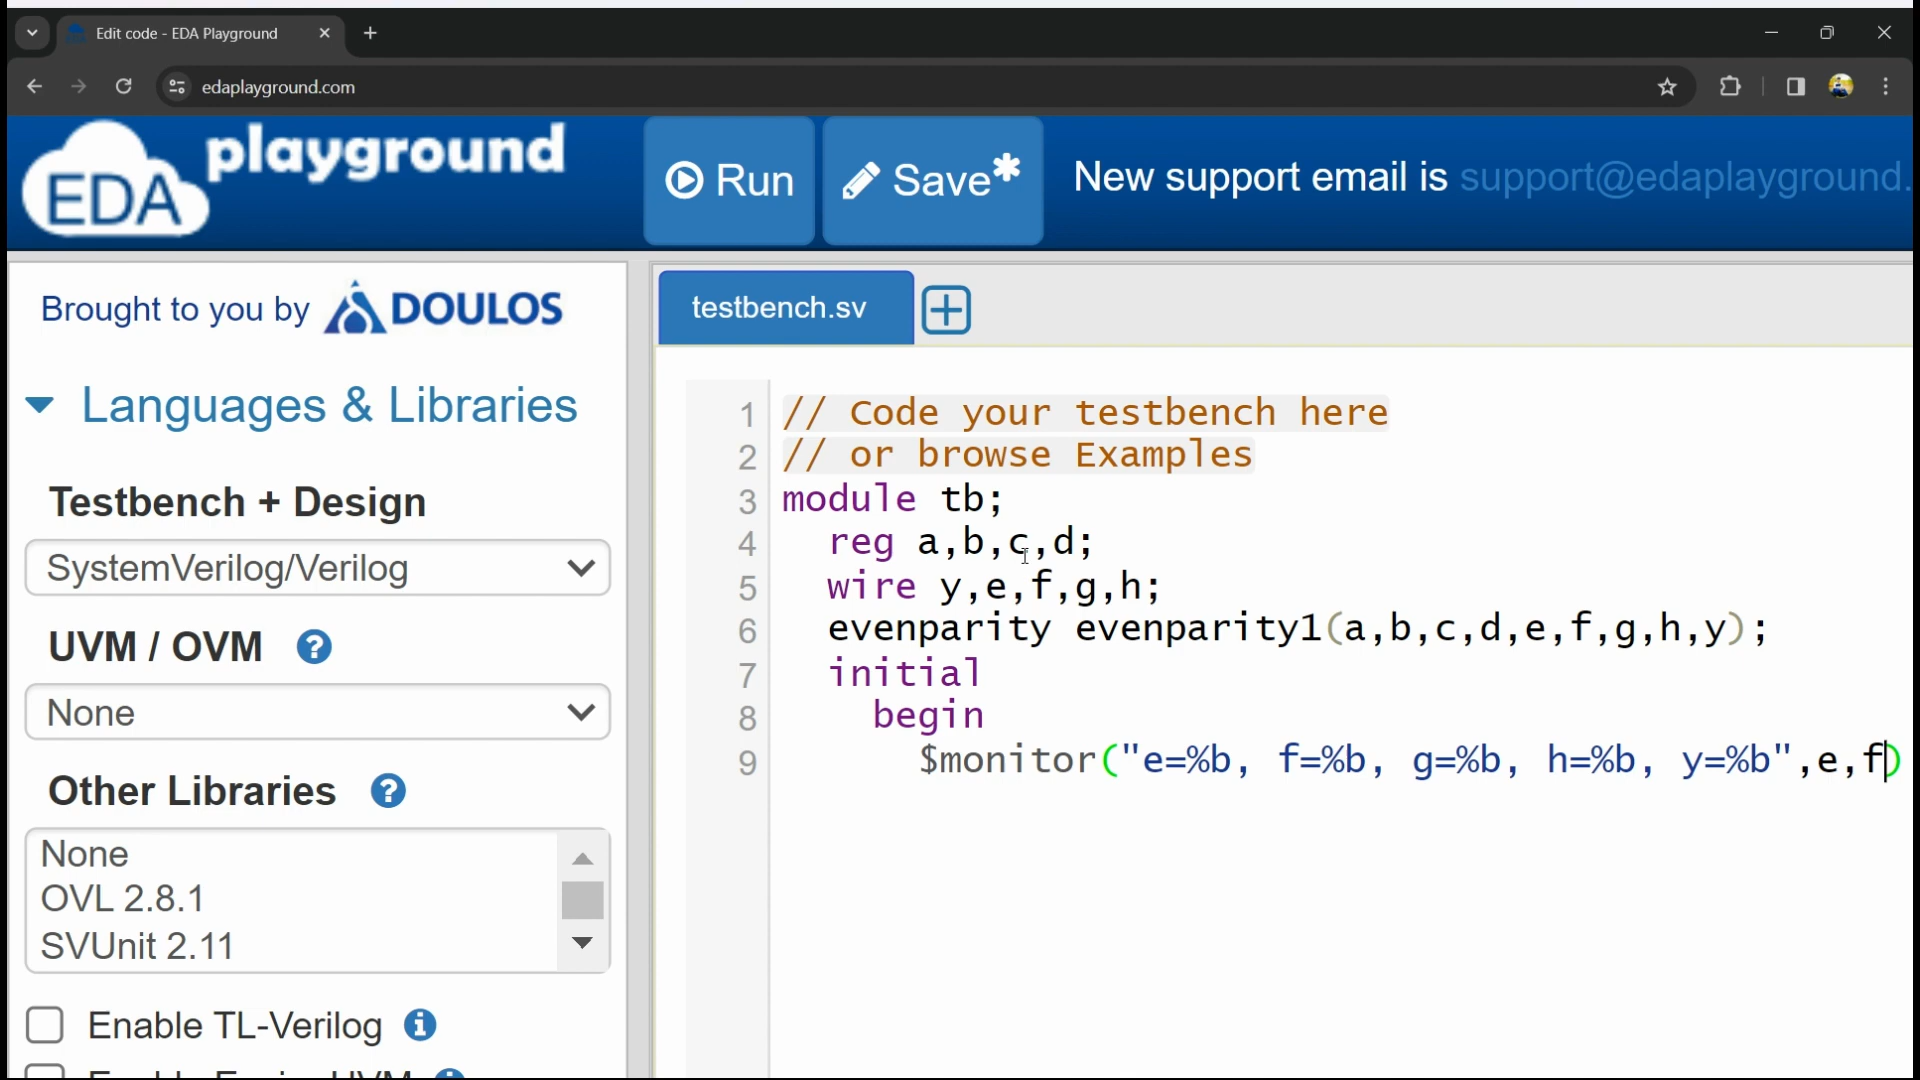 Edit code - EDA Playground
edaplayground.com
EDA playground
Run
Save*
New support email is support@edaplayground.
Brought to you by DOULOS
Languages & Libraries
Testbench + Design
SystemVerilog/Verilog
UVM / OVM ?
None
Other Libraries ?
None
OVL 2.8.1
SVUnit 2.11
Enable TL-Verilog i
testbench.sv
1 // Code your testbench here
2 // or browse Examples
3 module tb;
4 reg a,b,c,d;
5 wire y,e,f,g,h;
6 evenparity evenparity1(a,b,c,d,e,f,g,h,y);
7 initial
8 begin
9 $monitor("e=%b, f=%b, g=%b, h=%b, y=%b",e,f)